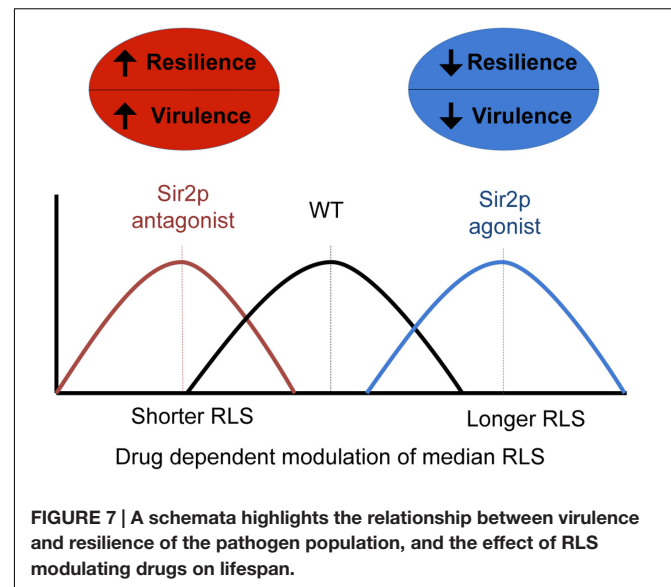 ↑ Resilience
↑ Virulence
↓ Resilience
↓ Virulence
Sir2p
antagonist
WT
Sir2p
agonist
Shorter RLS
Longer RLS
Drug dependent modulation of median RLS
FIGURE 7 | A schemata highlights the relationship between virulence
and resilience of the pathogen population, and the effect of RLS
modulating drugs on lifespan.